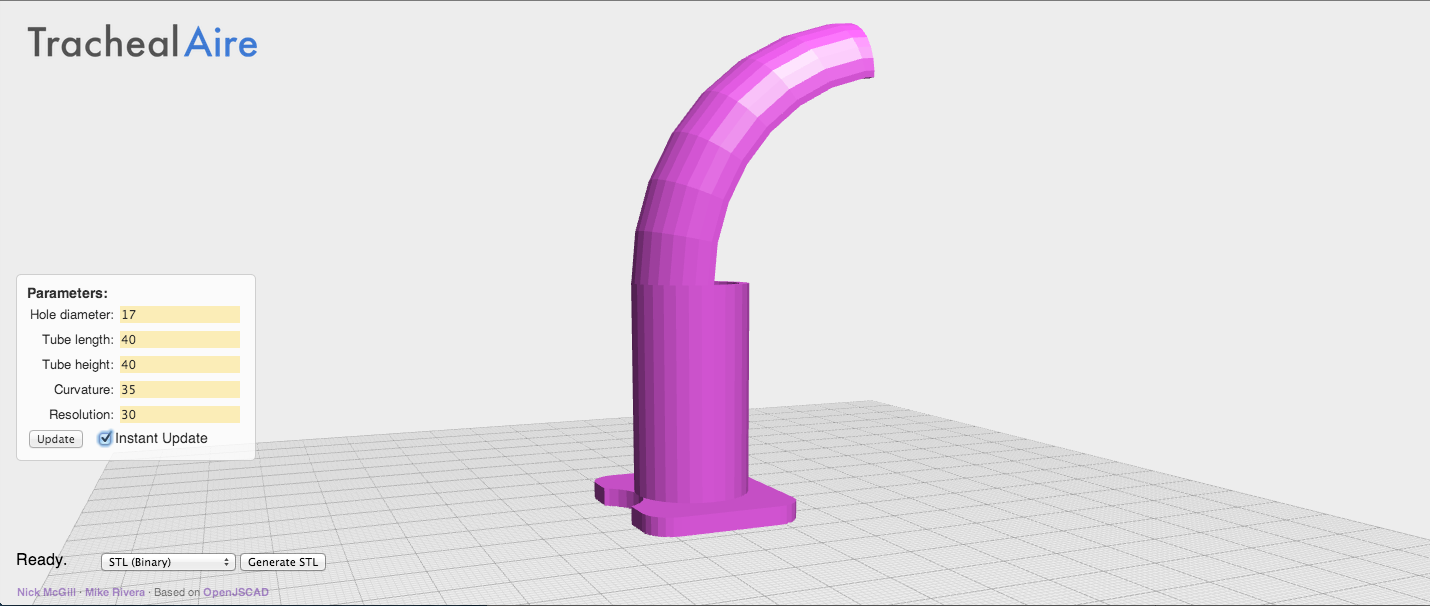 TrachealAire
Parameters:
Hole diameter: 17
Tube length: 40
Tube height: 40
Curvature: 35
Resolution: 30
Update Instant Update
Ready. STL (Binary) Generate STL
Nick McGill · Mike Rivera · Based on OpenJSCAD